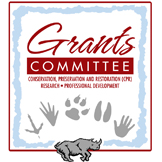 Grants
COMMITTEE
CONSERVATION, PRESERVATION AND RESTORATION (CPR)
RESEARCH • PROFESSIONAL DEVELOPMENT